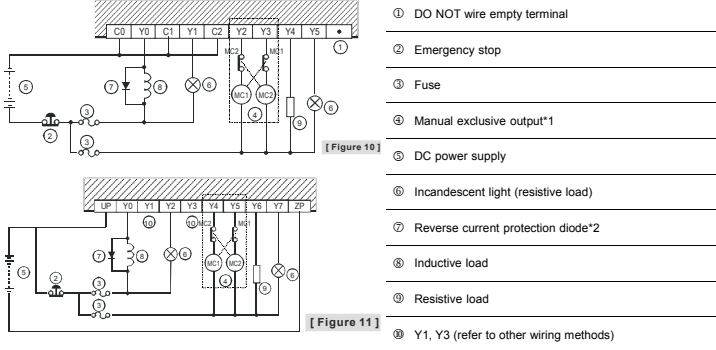 C0 Y0 C1 Y1 C2 Y2 Y3 Y4 Y5 •
MC2 MC1 ①
⑤ ⑦ ⑧ ⑥ MC1 MC2 ⑥
③ ④ ⑨
②
③
[ Figure 10 ]
UP Y0 Y1 Y2 Y3 Y4 Y5 Y6 Y7 ZP
⑩ ⑩ MC2 MC1
⑤ ⑦ ⑧ ⑥ MC1 MC2 ⑥
② ③ ④ ⑨
③
[ Figure 11 ]
① DO NOT wire empty terminal
② Emergency stop
③ Fuse
④ Manual exclusive output*1
⑤ DC power supply
⑥ Incandescent light (resistive load)
⑦ Reverse current protection diode*2
⑧ Inductive load
⑨ Resistive load
⑩ Y1, Y3 (refer to other wiring methods)